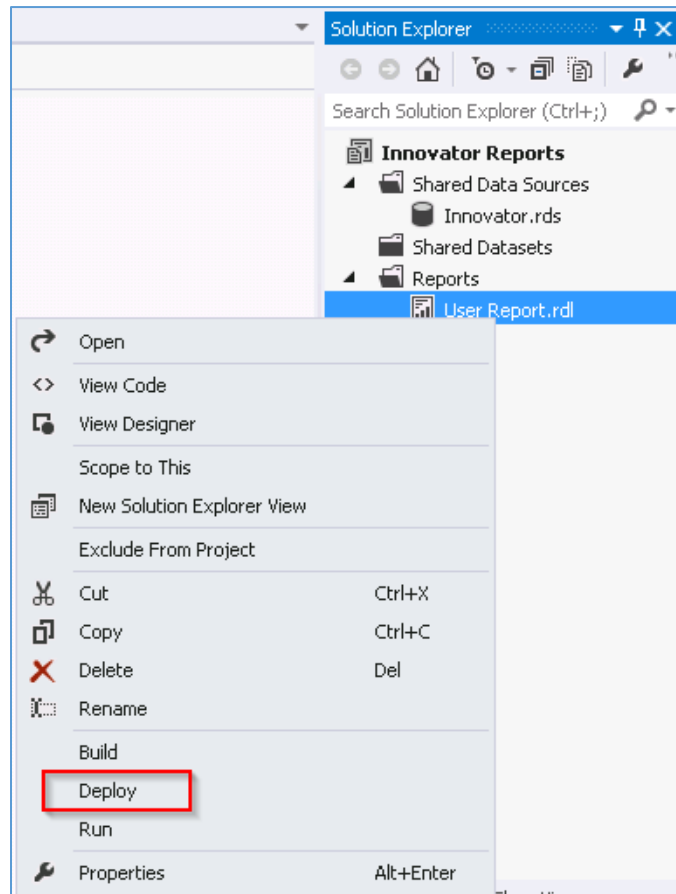 Solution Explorer
Search Solution Explorer (Ctrl+;)
Innovator Reports
Shared Data Sources
Innovator.rds
Shared Datasets
Reports
User Report.rdl
Open
View Code
View Designer
Scope to This
New Solution Explorer View
Exclude From Project
Cut Ctrl+X
Copy Ctrl+C
Delete Del
Rename
Build
Deploy
Run
Properties Alt+Enter